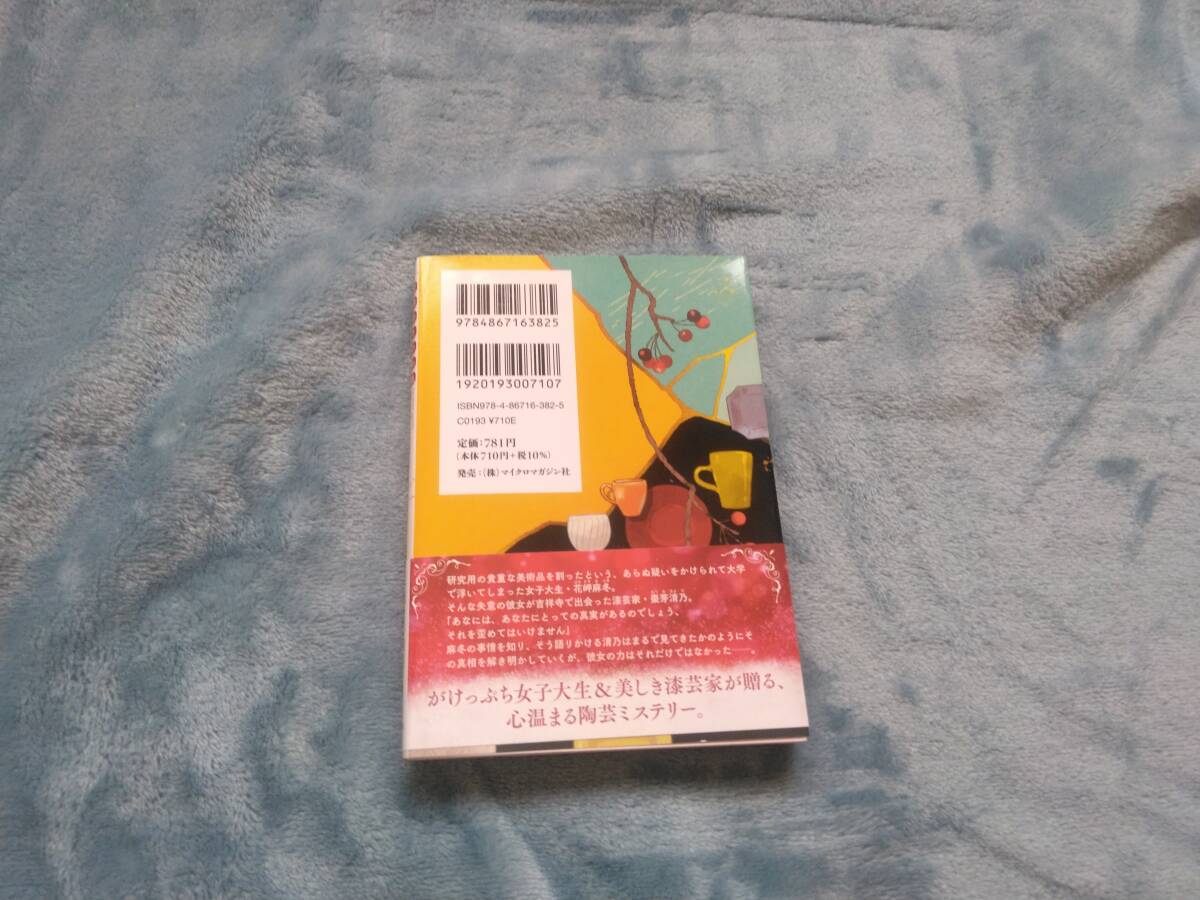 9784867163825
1920193007107
ISBN978-4-86716-382-5
C0193 ¥710E
定価：781円
（本体710円+税10%）
発売：（株）マイクロマガジン社
研究用の貴重な美術品を割ったという、あらぬ疑いをかけられて大学
で浮いてしまった女子大生・花岬麻冬。
そんな失意の彼女が吉祥寺で出会った漆芸家・棗芽清乃。
「あなには、あなたにとっての真実があるのでしょう、
それを歪めてはいけません」
麻冬の事情を知り、そう語りかける清乃はまるで見てきたかのようにそ
の真相を解き明かしていくが、彼女の力はそれだけではなかった――。
がけっぷち女子大生＆美しき漆芸家が贈る、
心温まる陶芸ミステリー。